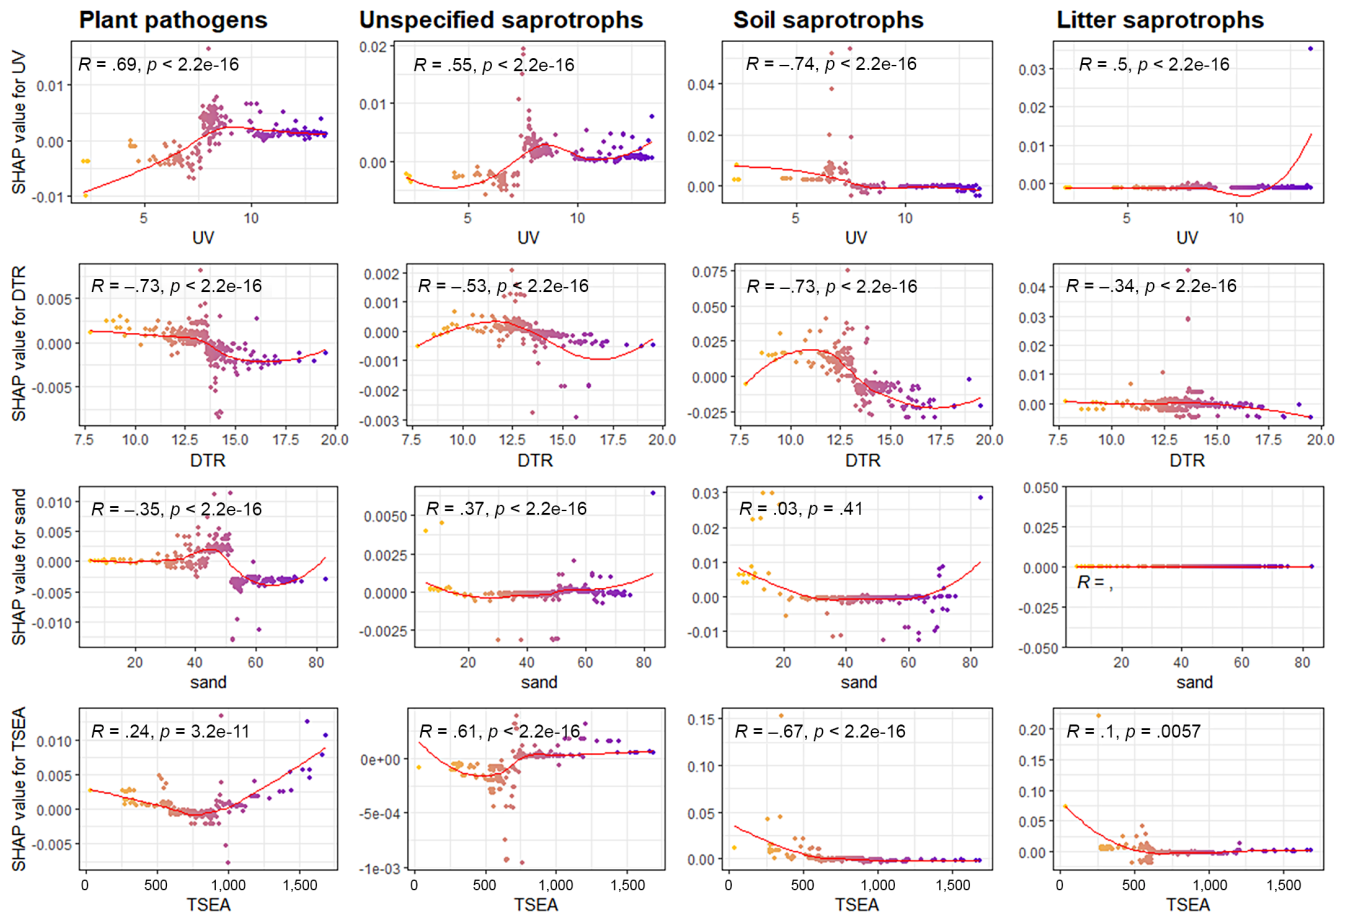 Plant pathogens Unspecified saprotrophs Soil saprotrophs Litter saprotrophs
SHAP value for UV
0.01
0.00
-0.01
R = .69, p < 2.2e-16
5 10
UV
0.02
0.01
0.00
R = .55, p < 2.2e-16
5 10
UV
0.04
0.02
0.00
R = –.74, p < 2.2e-16
5 10
UV
0.03
0.02
0.01
0.00
R = .5, p < 2.2e-16
5 10
UV
SHAP value for DTR
0.005
0.000
-0.005
R = –.73, p < 2.2e-16
7.5 10.0 12.5 15.0 17.5 20.0
DTR
0.002
0.001
0.000
-0.001
-0.002
-0.003
R = –.53, p < 2.2e-16
7.5 10.0 12.5 15.0 17.5 20.0
DTR
0.075
0.050
0.025
0.000
-0.025
R = –.73, p < 2.2e-16
7.5 10.0 12.5 15.0 17.5 20.0
DTR
0.04
0.03
0.02
0.01
0.00
R = –.34, p < 2.2e-16
7.5 10.0 12.5 15.0 17.5 20.0
DTR
SHAP value for sand
0.010
0.005
0.000
-0.005
-0.010
R = –.35, p < 2.2e-16
20 40 60 80
sand
0.0050
0.0025
0.0000
-0.0025
R = .37, p < 2.2e-16
20 40 60 80
sand
0.03
0.02
0.01
0.00
-0.01
R = .03, p = .41
20 40 60 80
sand
0.050
0.025
0.000
-0.025
-0.050
R = ,
20 40 60 80
sand
SHAP value for TSEA
0.010
0.005
0.000
-0.005
R = .24, p = 3.2e-11
0 500 1,000 1,500
TSEA
0e+00
-5e-04
-1e-03
R = .61, p < 2.2e-16
0 500 1,000 1,500
TSEA
0.15
0.10
0.05
0.00
R = –.67, p < 2.2e-16
0 500 1,000 1,500
TSEA
0.20
0.15
0.10
0.05
0.00
R = .1, p = .0057
0 500 1,000 1,500
TSEA